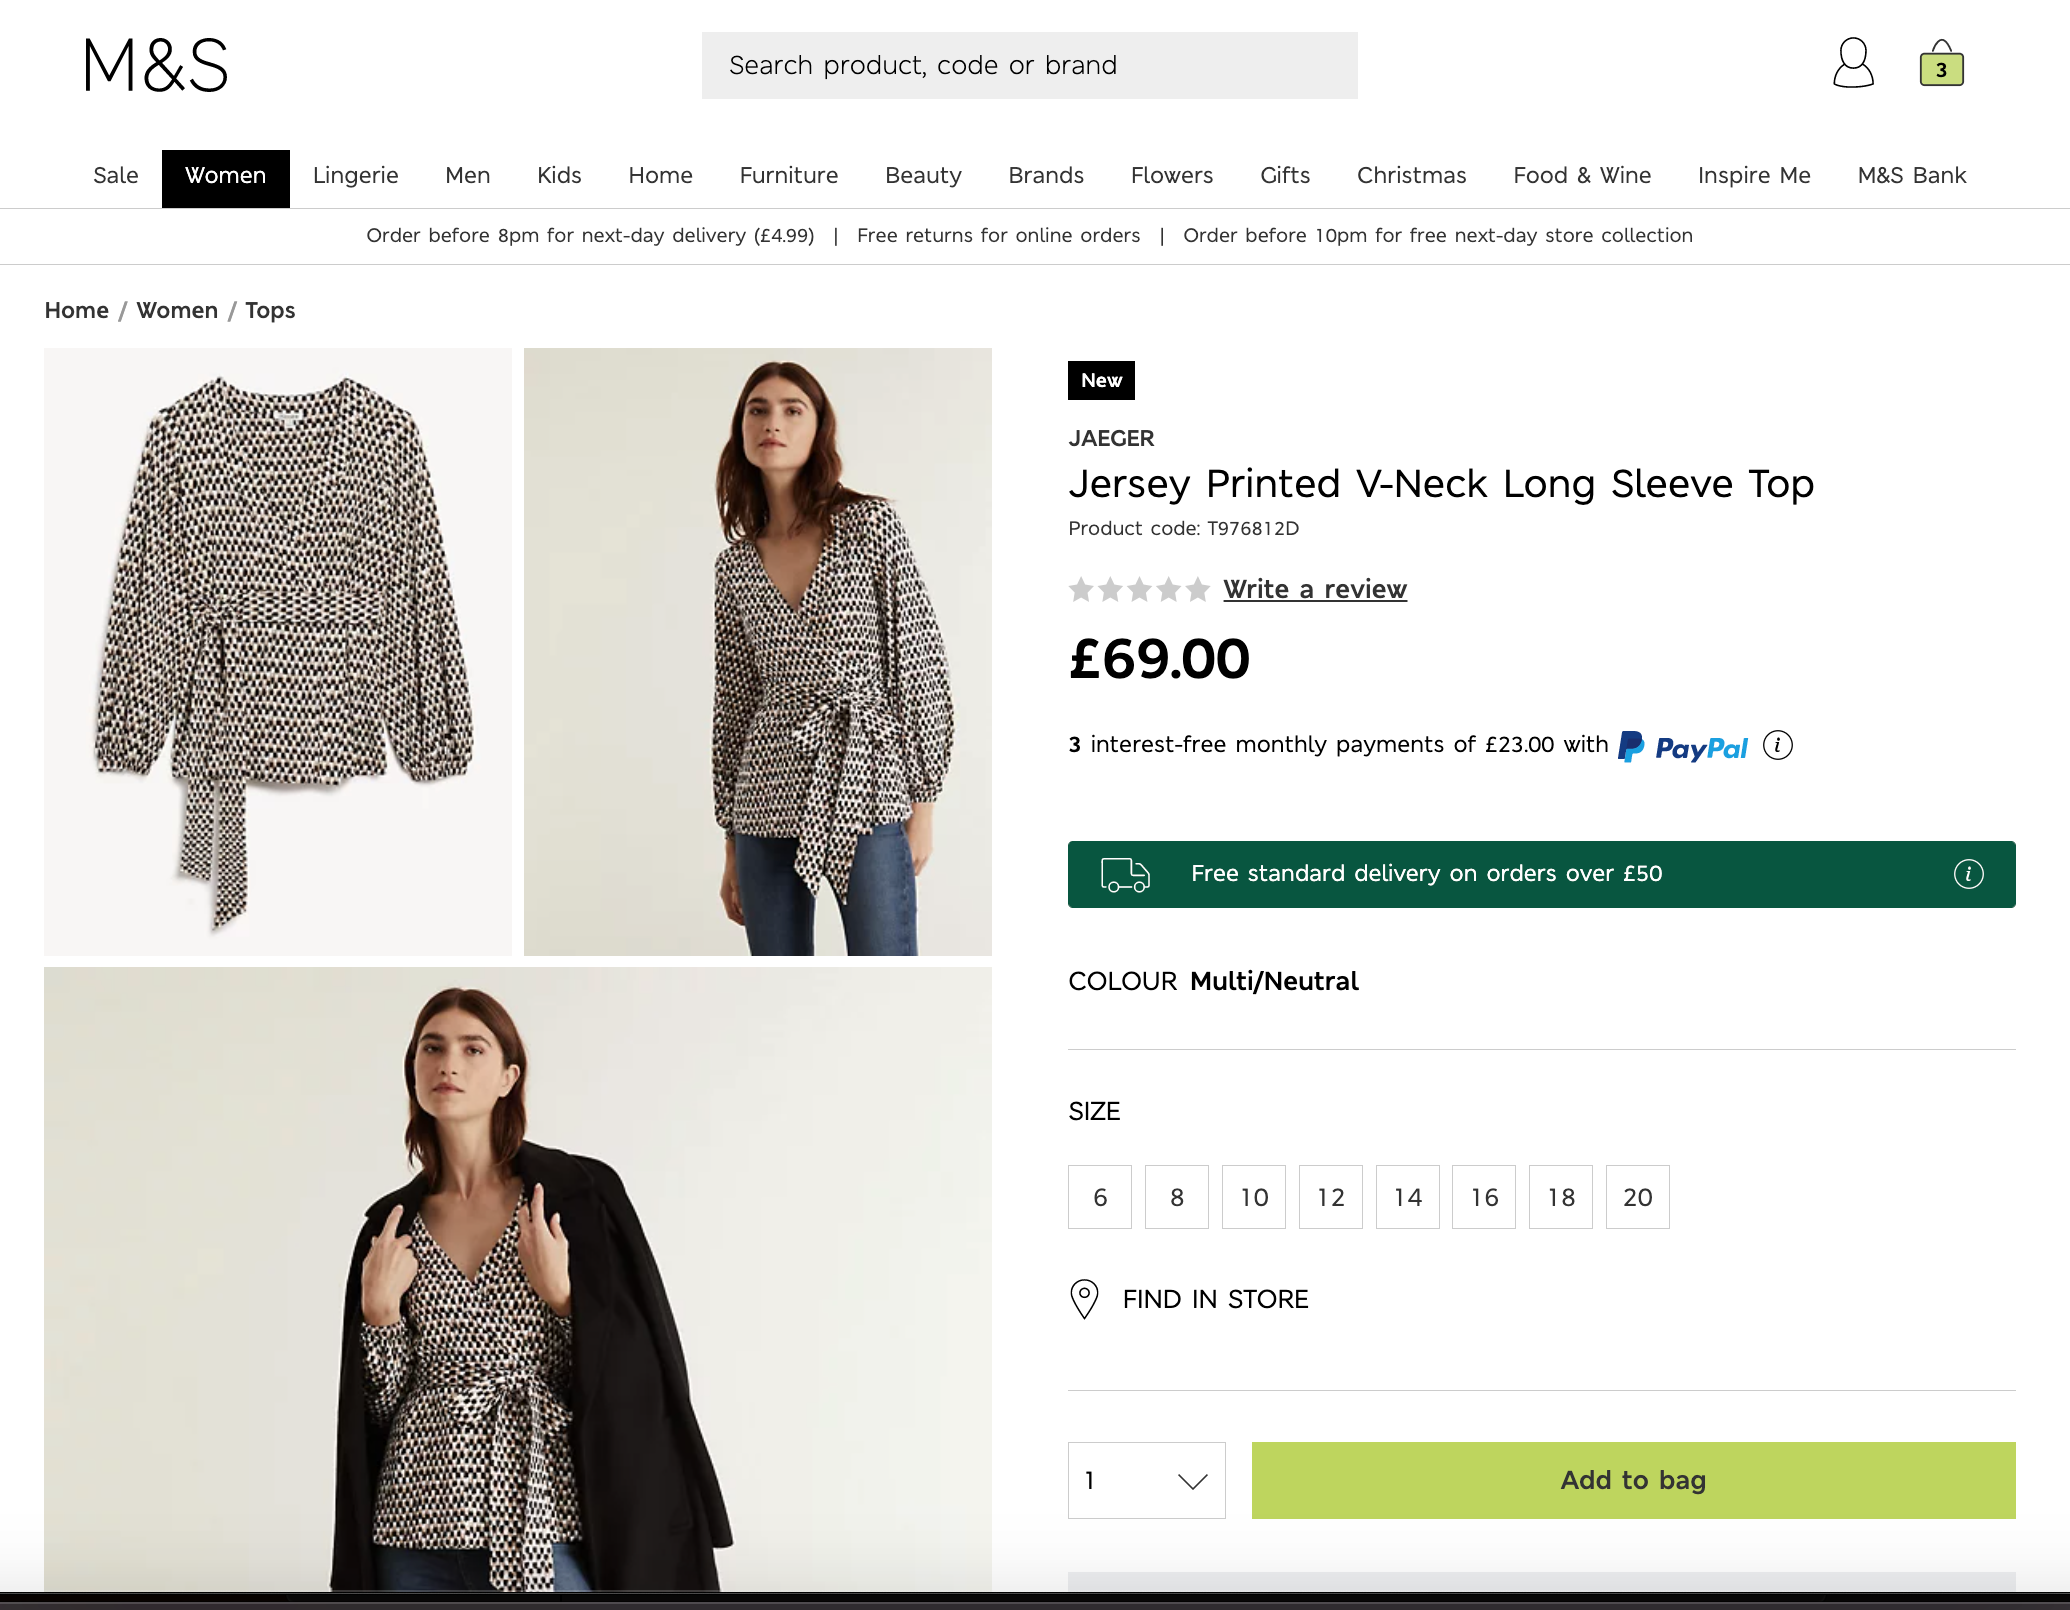 M&S
Search product, code or brand
3
Sale Women Lingerie Men Kids Home Furniture Beauty Brands Flowers Gifts Christmas Food & Wine Inspire Me M&S Bank
Order before 8pm for next-day delivery (£4.99) | Free returns for online orders | Order before 10pm for free next-day store collection
Home / Women / Tops
New
JAEGER
Jersey Printed V-Neck Long Sleeve Top
Product code: T976812D
Write a review
£69.00
3 interest-free monthly payments of £23.00 with PayPal i
Free standard delivery on orders over £50 i
COLOUR Multi/Neutral
SIZE
6 8 10 12 14 16 18 20
FIND IN STORE
1 Add to bag